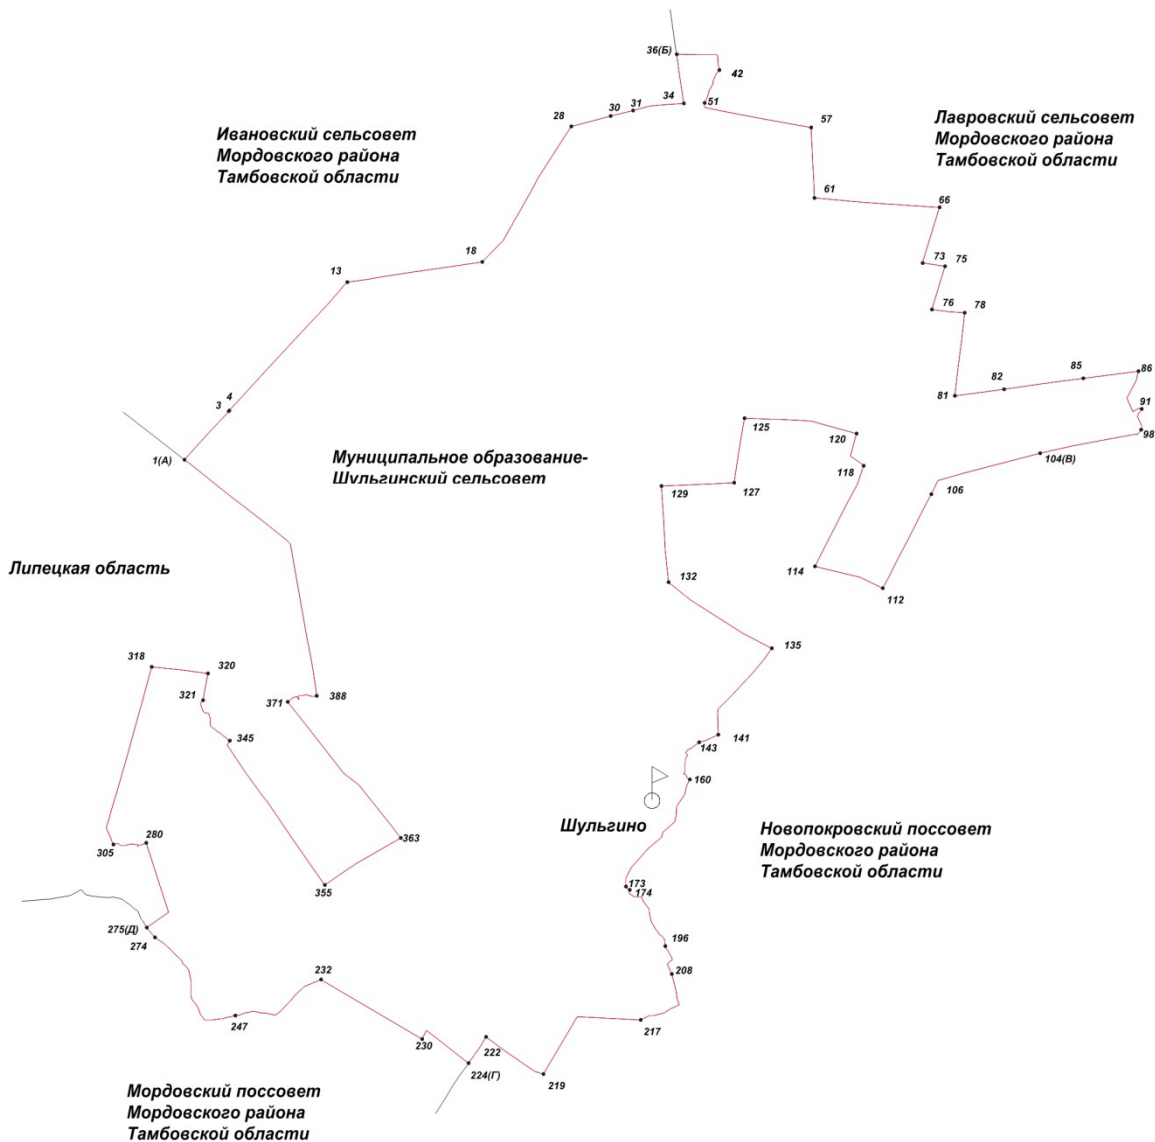 36(Б)
42
34
51
31
30
28
57
Ивановский сельсовет
Мордовского района
Тамбовской области
Лавровский сельсовет
Мордовского района
Тамбовской области
61
66
18
73
75
13
76
78
86
85
82
81
4
3
91
98
125
120
1(А)
Муниципальное образование-
Шульгинский сельсовет
118
104(В)
127
129
106
Липецкая область
114
132
112
135
318
320
321
388
371
345
141
143
160
Шульгино
Новопокровский поссовет
Мордовского района
Тамбовской области
280
305
363
355
173
174
275(Д)
274
196
232
208
247
217
230
222
224(Г)
219
Мордовский поссовет
Мордовского района
Тамбовской области